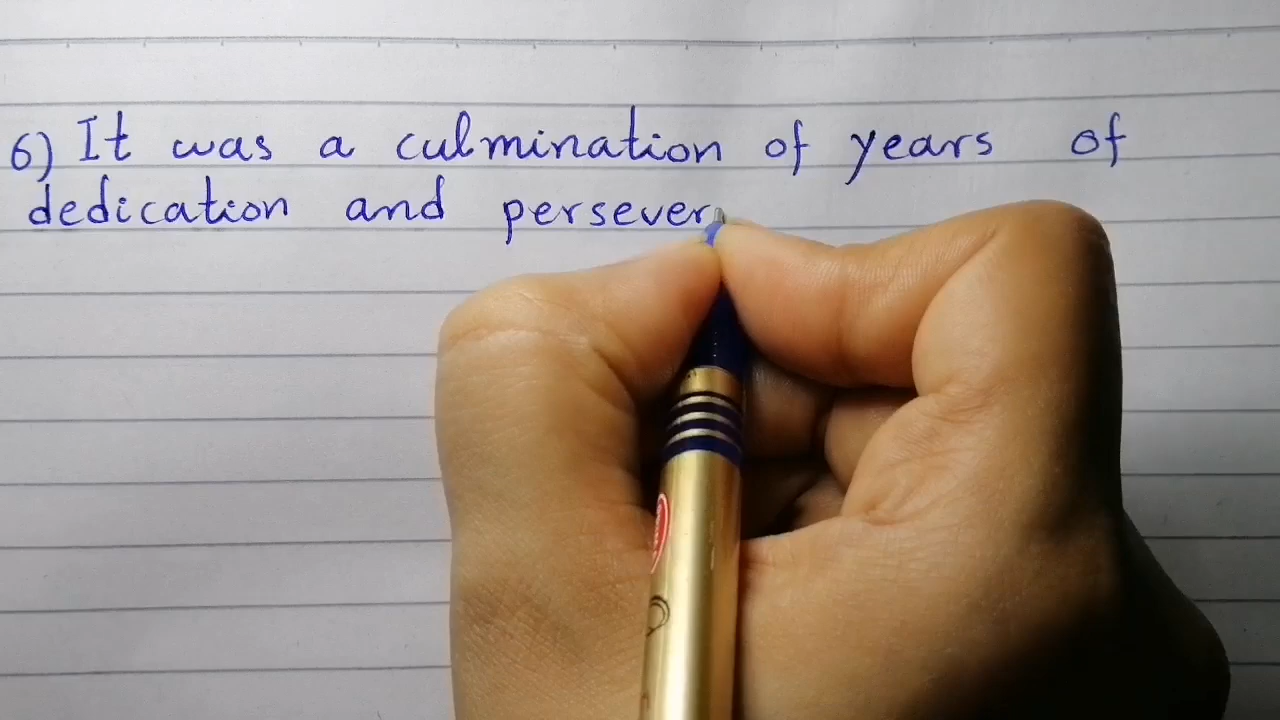 6) It was a culmination of years of
dedication and persever